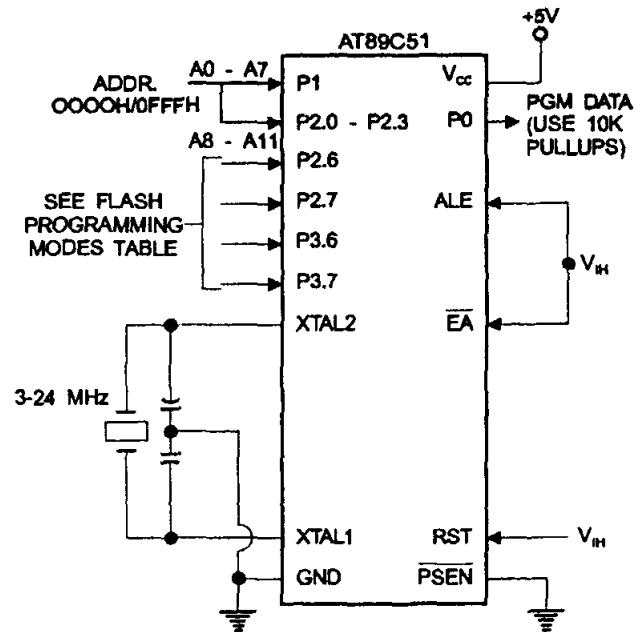 +5V
AT89C51
A0 - A7
ADDR.
OOOOH/0FFFH
P1
Vcc
P2.0 - P2.3
P0
PGM DATA
(USE 10K
PULLUPS)
A8 - A11
P2.6
SEE FLASH
PROGRAMMING
MODES TABLE
P2.7
ALE
P3.6
VIH
P3.7
XTAL2
EA
3-24 MHz
XTAL1
RST
VIH
GND
PSEN